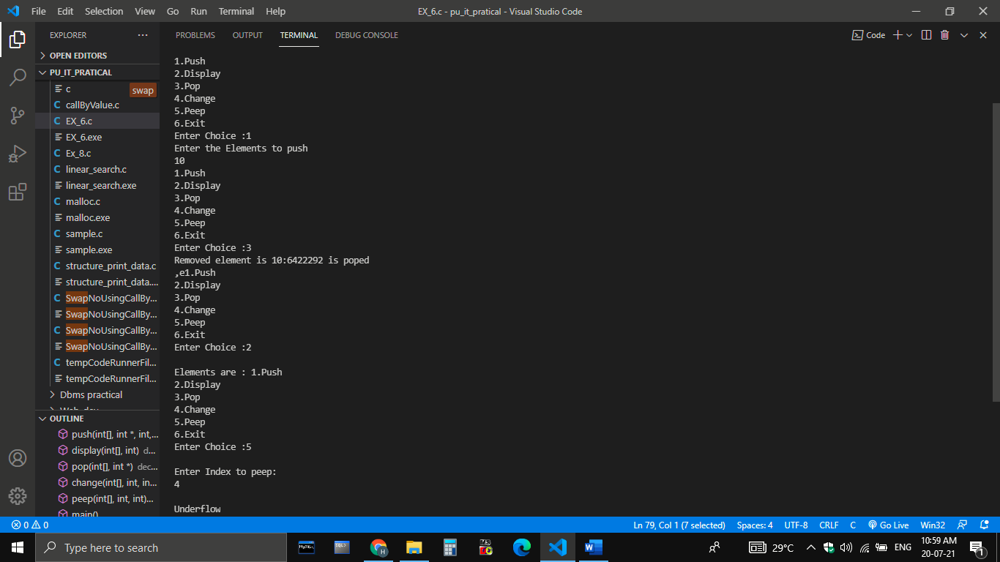 File Edit Selection View Go Run Terminal Help EX_6.c - pu_it_pratical - Visual Studio Code
EXPLORER ···
OPEN EDITORS
PU_IT_PRATICAL
c swap
callByValue.c
EX_6.c
EX_6.exe
Ex_8.c
linear_search.c
linear_search.exe
malloc.c
malloc.exe
sample.c
sample.exe
structure_print_data.c
structure_print_data....
SwapNoUsingCallBy...
SwapNoUsingCallBy...
SwapNoUsingCallBy...
SwapNoUsingCallBy...
tempCodeRunnerFil...
tempCodeRunnerFil...
Dbms practical
OUTLINE
push(int[], int *, int,...
display(int[], int) d...
pop(int[], int *) dec...
change(int[], int, in...
peep(int[], int, int)...
main()
PROBLEMS OUTPUT TERMINAL DEBUG CONSOLE Code
1.Push
2.Display
3.Pop
4.Change
5.Peep
6.Exit
Enter Choice :1
Enter the Elements to push
10
1.Push
2.Display
3.Pop
4.Change
5.Peep
6.Exit
Enter Choice :3
Removed element is 10:6422292 is poped
,e1.Push
2.Display
3.Pop
4.Change
5.Peep
6.Exit
Enter Choice :2
Elements are : 1.Push
2.Display
3.Pop
4.Change
5.Peep
6.Exit
Enter Choice :5
Enter Index to peep:
4
Underflow
0 0 Ln 79, Col 1 (7 selected) Spaces: 4 UTF-8 CRLF C Go Live Win32
Type here to search 29°C ENG 10:59 AM
20-07-21 1